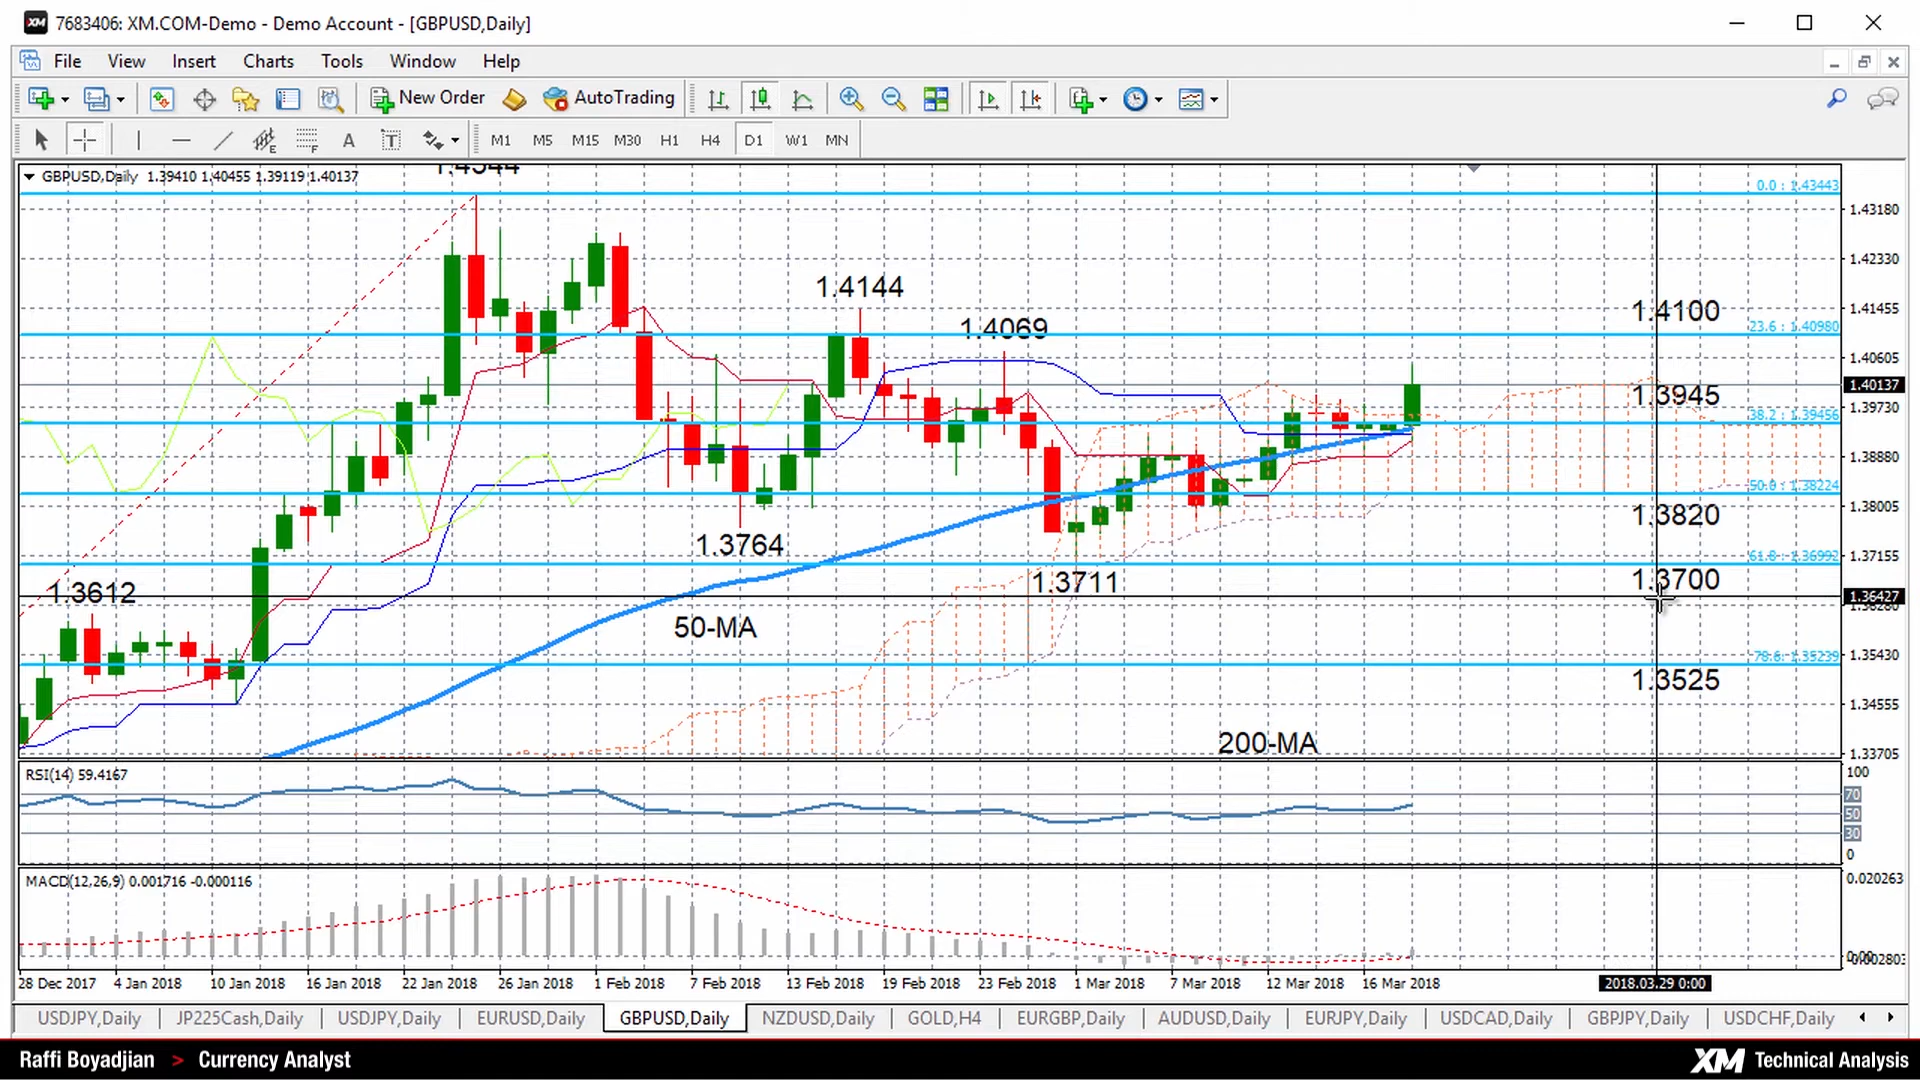 XM 7683406: XM.COM-Demo - Demo Account - [GBPUSD,Daily]
File View Insert Charts Tools Window Help
New Order AutoTrading
A T M1 M5 M15 M30 H1 H4 D1 W1 MN
GBPUSD,Daily 1.39410 1.40455 1.39119 1.40137
0.0 : 1.43443
1.43180
1.42330
1.4144
1.41455
1.4100
1.4069
23.6 : 1.40980
1.40605
1.40137
1.3945
1.39730
38.2 : 1.39456
1.38880
50.0 : 1.38224
1.38005
1.3820
1.3764
1.37155
61.8 : 1.36992
1.3711
1.3700
1.3612
1.36427
1.36280
50-MA
1.35430
78.6 : 1.35239
1.3525
1.34555
200-MA
1.33705
RSI(14) 59.4167
100
70
50
30
0
MACD(12,26,9) 0.001716 -0.000116
0.020263
28 Dec 2017 4 Jan 2018 10 Jan 2018 16 Jan 2018 22 Jan 2018 26 Jan 2018 1 Feb 2018 7 Feb 2018 13 Feb 2018 19 Feb 2018 23 Feb 2018 1 Mar 2018 7 Mar 2018 12 Mar 2018 16 Mar 2018 2018.03.29 0:00
USDJPY,Daily JP225Cash,Daily USDJPY,Daily EURUSD,Daily GBPUSD,Daily NZDUSD,Daily GOLD,H4 EURGBP,Daily AUDUSD,Daily EURJPY,Daily USDCAD,Daily GBPJPY,Daily USDCHF,Daily
Raffi Boyadjian > Currency Analyst XM Technical Analysis